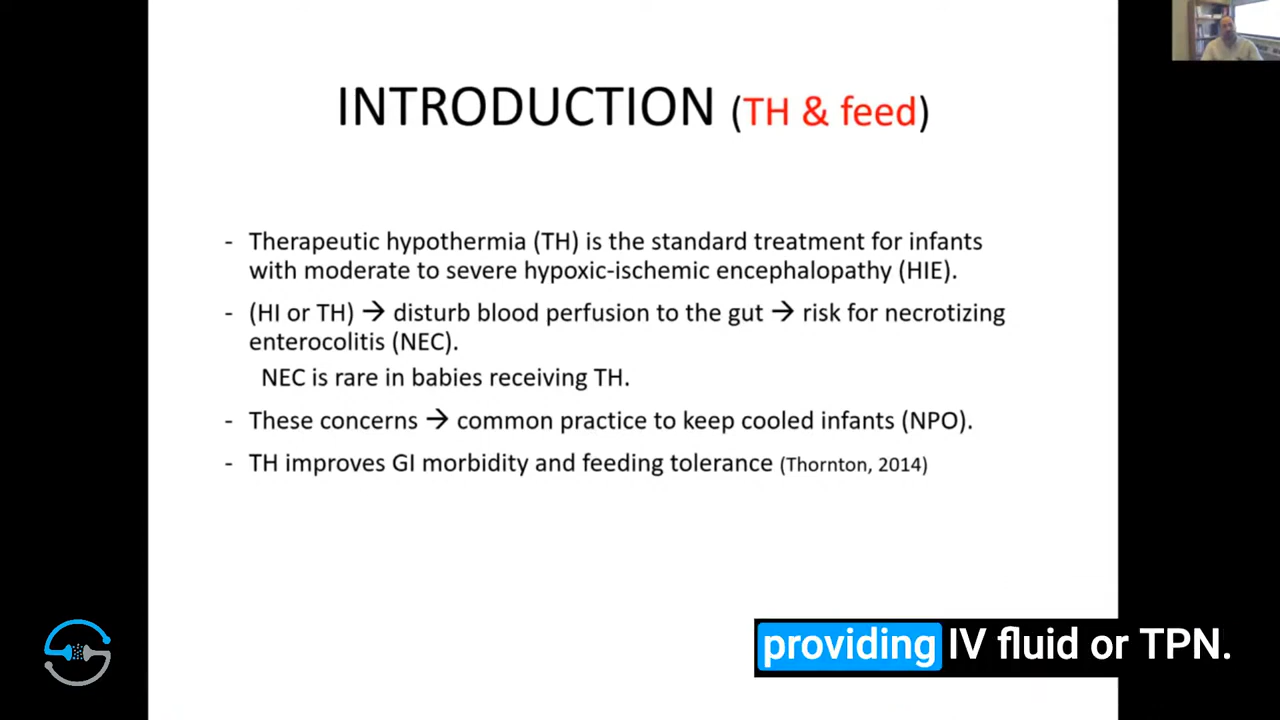 INTRODUCTION (TH & feed)
- Therapeutic hypothermia (TH) is the standard treatment for infants
with moderate to severe hypoxic-ischemic encephalopathy (HIE).
- (HI or TH) → disturb blood perfusion to the gut → risk for necrotizing
enterocolitis (NEC).
NEC is rare in babies receiving TH.
- These concerns → common practice to keep cooled infants (NPO).
- TH improves GI morbidity and feeding tolerance (Thornton, 2014)
providing IV fluid or TPN.